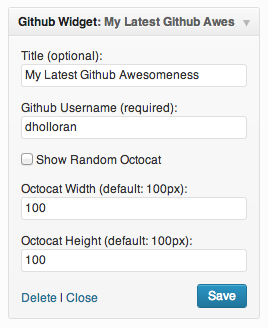 Github Widget: My Latest Github Awes
Title (optional):
My Latest Github Awesomeness
Github Username (required):
dholloran
Show Random Octocat
Octocat Width (default: 100px):
100
Octocat Height (default: 100px):
100
Delete | Close Save